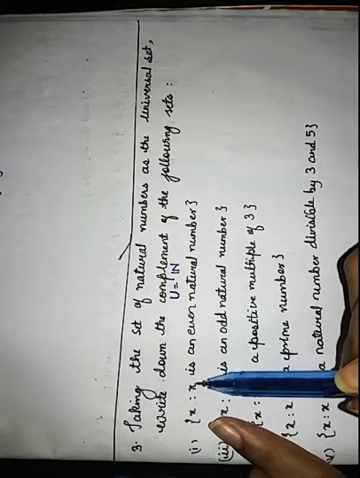 3. Taking the set of natural numbers as the universal set,
write down the complement of the following sets :
U = N
(i) {x : x is an even natural number}
(iii) {x : is an odd natural number}
{x : a positive multiple of 3}
{x : x a prime number}
v) {x : x a natural number divisible by 3 and 5}